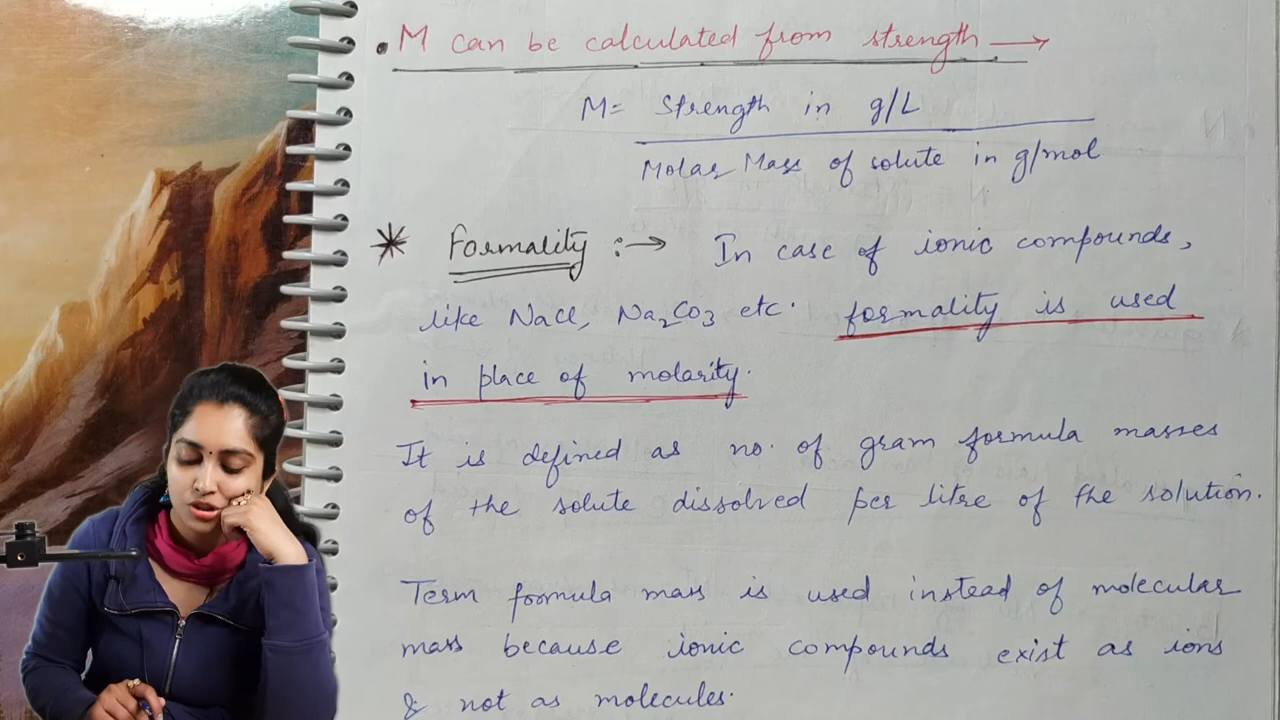 • M can be calculated from strength →
M = Strength in g/L
Molar Mass of solute in g/mol
* Formality :→ In case of ionic compounds,
like NaCl, Na₂CO₃ etc. formality is used
in place of molarity.
It is defined as no. of gram formula masses
of the solute dissolved per litre of the solution.
Term formula mass is used instead of molecular
mass because ionic compounds exist as ions
& not as molecules.